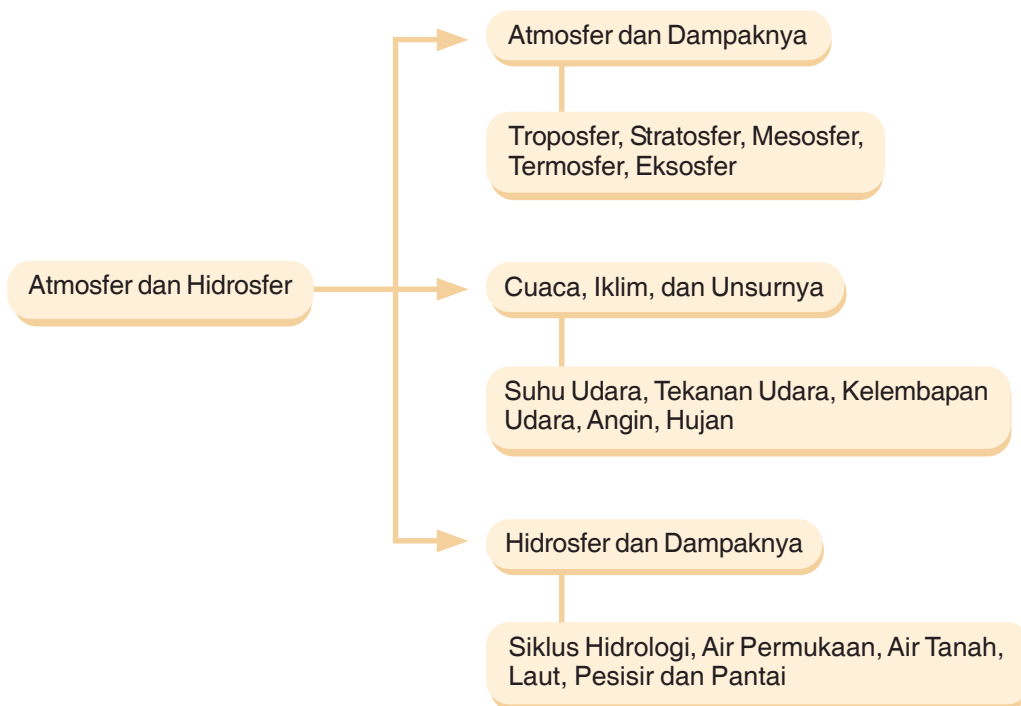 Atmosfer dan Hidrosfer
Atmosfer dan Dampaknya
Troposfer, Stratosfer, Mesosfer,
Termosfer, Eksosfer
Cuaca, Iklim, dan Unsurnya
Suhu Udara, Tekanan Udara, Kelembapan
Udara, Angin, Hujan
Hidrosfer dan Dampaknya
Siklus Hidrologi, Air Permukaan, Air Tanah,
Laut, Pesisir dan Pantai